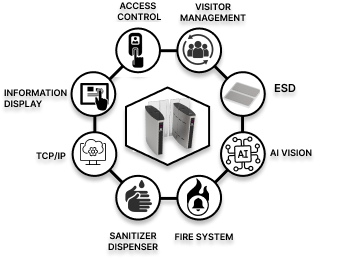 ACCESS
CONTROL
VISITOR
MANAGEMENT
INFORMATION
DISPLAY
ESD
TCP/IP
AI
AI VISION
SANITIZER
DISPENSER
FIRE SYSTEM